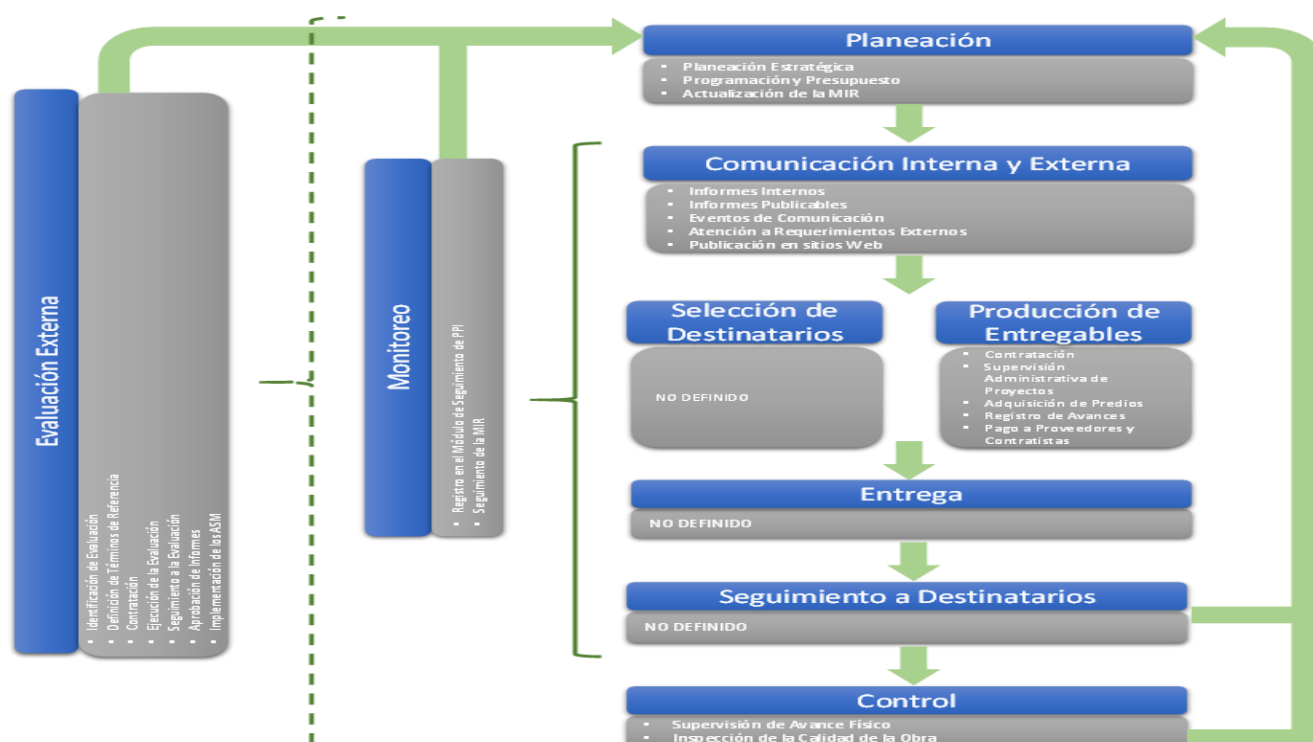 Planeación
▪ Planeación Estratégica
▪ Programación y Presupuesto
▪ Actualización de la MIR
Comunicación Interna y Externa
▪ Informes Internos
▪ Informes Publicables
▪ Eventos de Comunicación
▪ Atención a Requerimientos Externos
▪ Publicación en sitios Web
Selección de
Destinatarios
NO DEFINIDO
Producción de
Entregables
▪ Contratación
▪ Supervisión
Administrativa de
Proyectos
▪ Adquisición de Predios
▪ Registro de Avances
▪ Pago a Proveedores y
Contratistas
Entrega
NO DEFINIDO
Seguimiento a Destinatarios
NO DEFINIDO
Control
▪ Supervisión de Avance Físico
▪ Inspección de la Calidad de la Obra
Monitoreo
▪ Registro en el Módulo de Seguimiento de PPI
▪ Seguimiento de la MIR
Evaluación Externa
▪ Identificación de Evaluación
▪ Definición de Términos de Referencia
▪ Contratación
▪ Ejecución de la Evaluación
▪ Seguimiento a la Evaluación
▪ Aprobación de Informes
▪ Implementación de los ASM